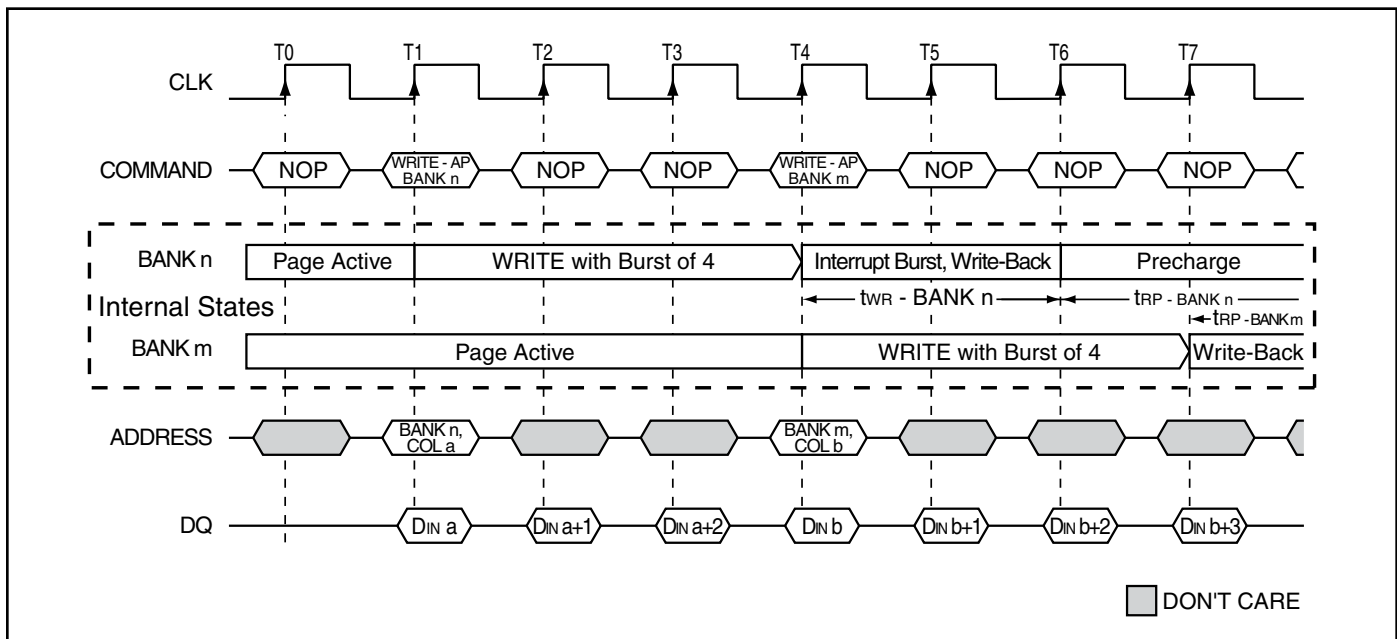 T0 T1 T2 T3 T4 T5 T6 T7
CLK
COMMAND NOP WRITE - AP BANK n NOP NOP WRITE - AP BANK m NOP NOP NOP
BANK n Page Active WRITE with Burst of 4 Interrupt Burst, Write-Back Precharge
tWR - BANK n tRP - BANK n
Internal States tRP - BANK m
BANK m Page Active WRITE with Burst of 4 Write-Back
ADDRESS BANK n, COL a BANK m, COL b
DQ DIN a DIN a+1 DIN a+2 DIN b DIN b+1 DIN b+2 DIN b+3
DON'T CARE